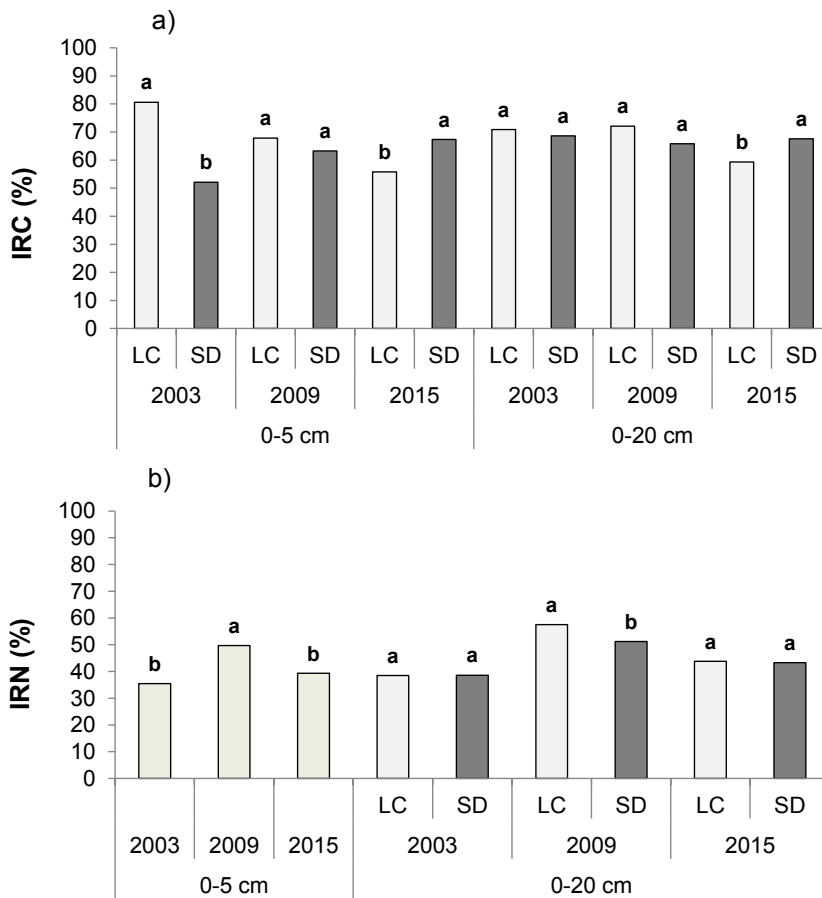 a)
IRC (%)
100
90
80
70
60
50
40
30
20
10
0
a b a a b a a a a a b a
LC SD LC SD LC SD LC SD LC SD LC SD
2003 2009 2015 2003 2009 2015
0-5 cm 0-20 cm
b)
IRN (%)
100
90
80
70
60
50
40
30
20
10
0
b a b a a a b a a
LC SD LC SD LC SD
2003 2009 2015 2003 2009 2015
0-5 cm 0-20 cm